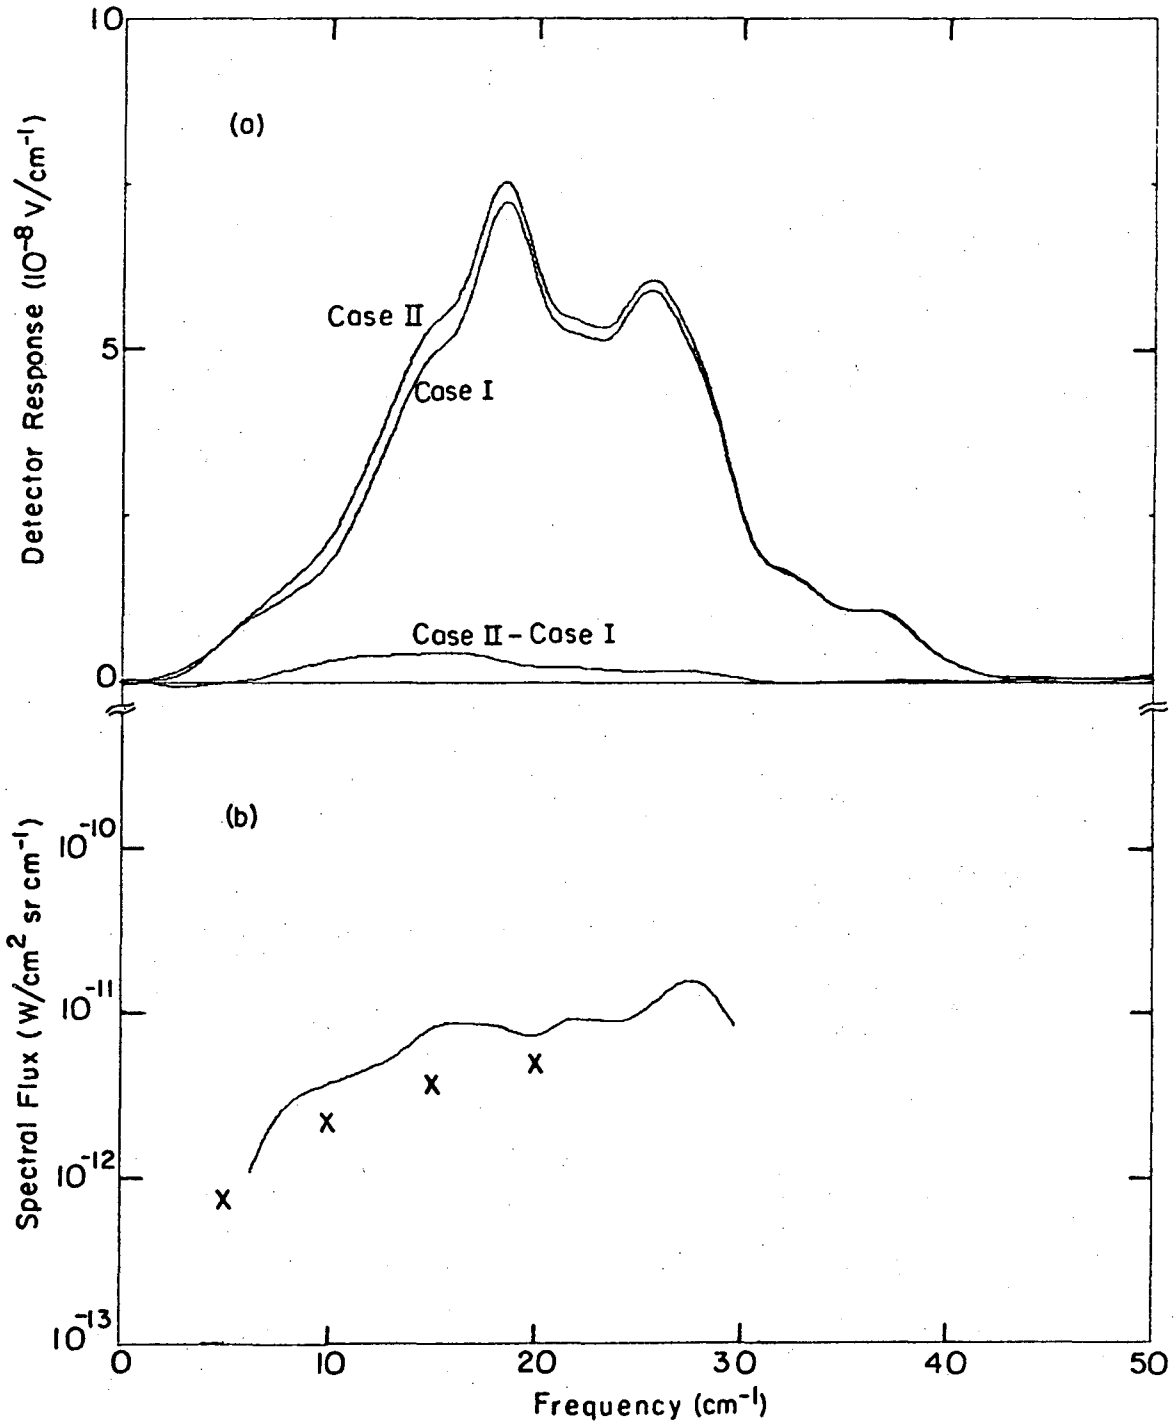 10
(a)
Detector Response (10⁻⁸ V/cm⁻¹)
Case II
5
Case I
Case II - Case I
0
(b)
Spectral Flux (W/cm² sr cm⁻¹)
10⁻¹⁰
10⁻¹¹
X
X
X
10⁻¹²
X
10⁻¹³
0 10 20 30 40 50
Frequency (cm⁻¹)